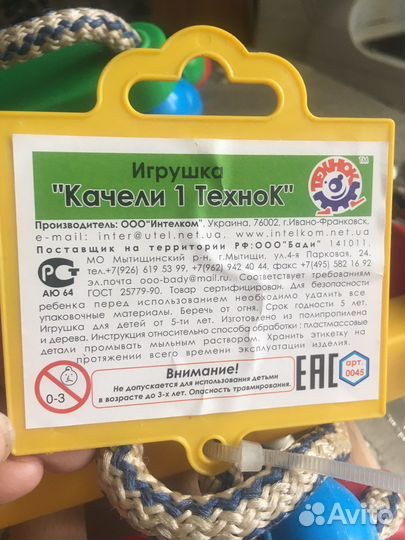 Игрушка
"Качели 1 ТехноК"
ТЕХНОК
TM
Производитель: ООО"Интелком", Украина, 76002, г.Ивано-Франковск,
e-mail: inter@utel.net.ua, www.intelkom.net.ua
Поставщик на территории РФ:ООО"Бади" 141011,
МО Мытищинский р-н, г.Мытищи, ул.4-я Парковая, 24,
тел.+7(926) 619 53 99, +7(962) 942 40 44, факс: +7(495) 582 16 92
эл.почта ooo-bady@mail.ru. Соответствует требованиям
ГОСТ 25779-90. Товар сертифицирован. Для безопасности
РСТ
АЮ 64
ребенка перед использованием необходимо удалить все
упаковочные материалы. Беречь от огня. Срок годности 5 лет.
Игрушка для детей от 5-ти лет. Изготовлено из полипропилена
и дерева. Инструкция относительно способа обработки : пластмассовые
детали промывать мыльным раствором. Хранить этикетку на
протяжении всего времени эксплуатации изделия.
0-3
Внимание!
Не допускается для использования детьми
в возрасте до 3-х лет. Опасность травмирования.
EAC
арт.
0045
Avito